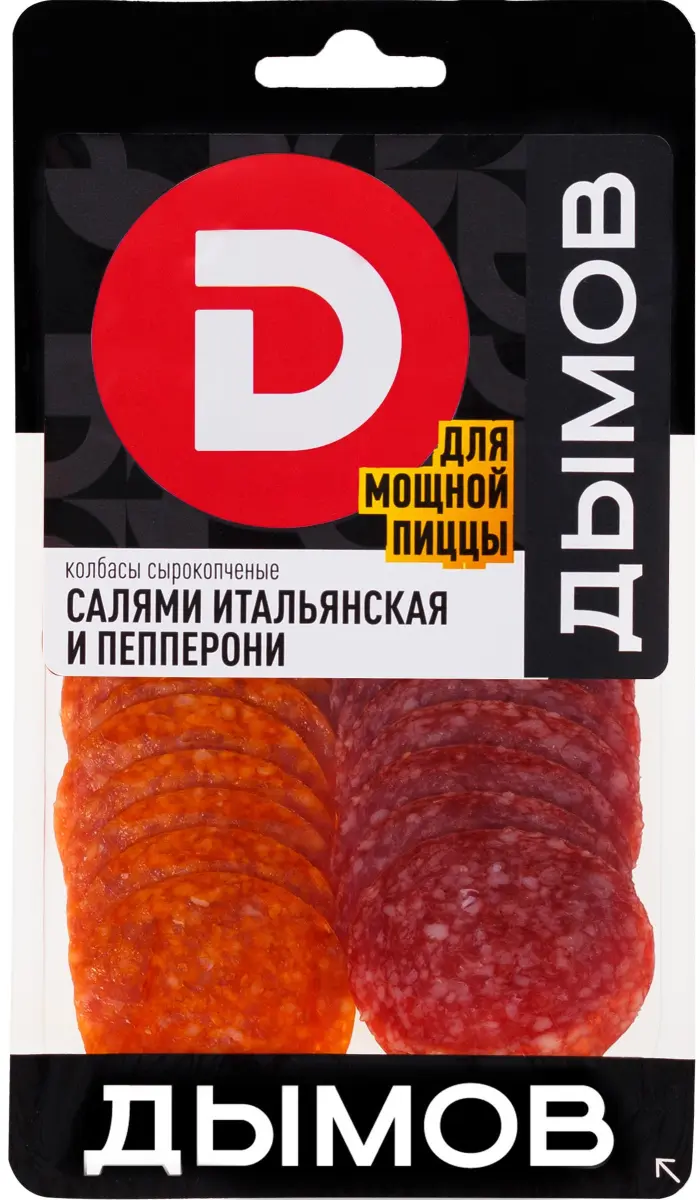 D
ДЫМОВ
ДЛЯ
МОЩНОЙ
ПИЦЦЫ
колбасы сырокопченые
САЛЯМИ ИТАЛЬЯНСКАЯ
И ПЕППЕРОНИ
ДЫМОВ